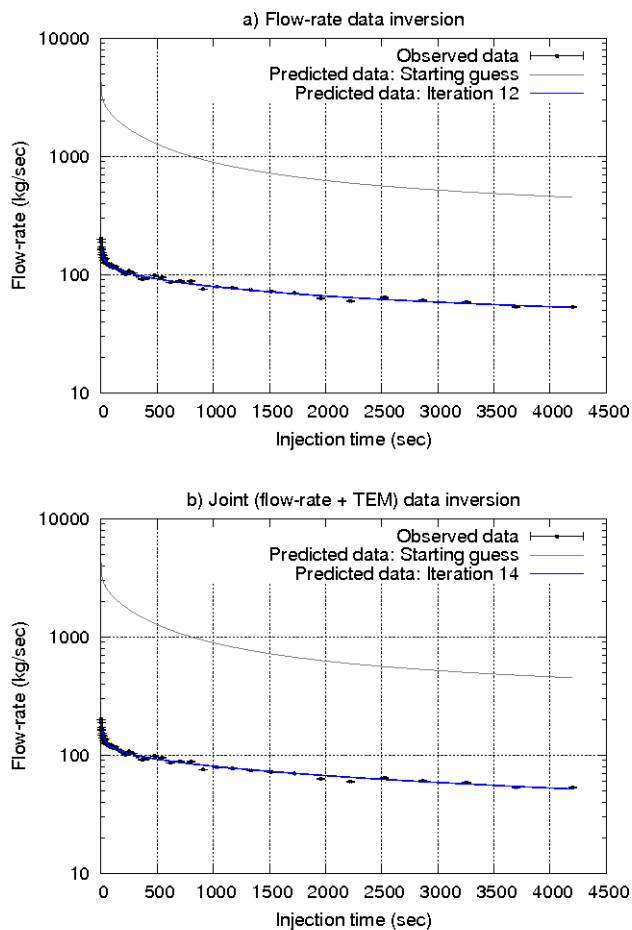 a) Flow-rate data inversion
10000
1000
100
10
Flow-rate (kg/sec)
Observed data
Predicted data: Starting guess
Predicted data: Iteration 12
0 500 1000 1500 2000 2500 3000 3500 4000 4500
Injection time (sec)
b) Joint (flow-rate + TEM) data inversion
10000
1000
100
10
Flow-rate (kg/sec)
Observed data
Predicted data: Starting guess
Predicted data: Iteration 14
0 500 1000 1500 2000 2500 3000 3500 4000 4500
Injection time (sec)